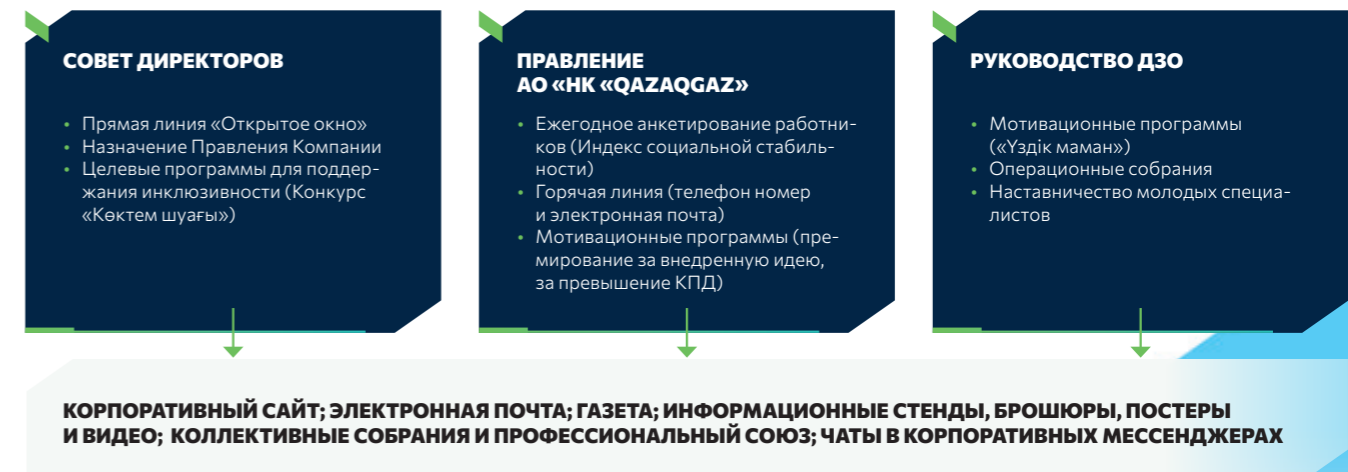 СОВЕТ ДИРЕКТОРОВ
• Прямая линия «Открытое окно»
• Назначение Правления Компании
• Целевые программы для поддер-
жания инклюзивности (Конкурс
«Көктем шуағы»)
ПРАВЛЕНИЕ
АО «НК «QAZAQGAZ»
• Ежегодное анкетирование работни-
ков (Индекс социальной стабиль-
ности)
• Горячая линия (телефон номер
и электронная почта)
• Мотивационные программы (пре-
мирование за внедренную идею,
за превышение КПД)
РУКОВОДСТВО ДЗО
• Мотивационные программы
(«Үздік маман»)
• Операционные собрания
• Наставничество молодых специа-
листов
КОРПОРАТИВНЫЙ САЙТ; ЭЛЕКТРОННАЯ ПОЧТА; ГАЗЕТА; ИНФОРМАЦИОННЫЕ СТЕНДЫ, БРОШЮРЫ, ПОСТЕРЫ
И ВИДЕО; КОЛЛЕКТИВНЫЕ СОБРАНИЯ И ПРОФЕССИОНАЛЬНЫЙ СОЮЗ; ЧАТЫ В КОРПОРАТИВНЫХ МЕССЕНДЖЕРАХ